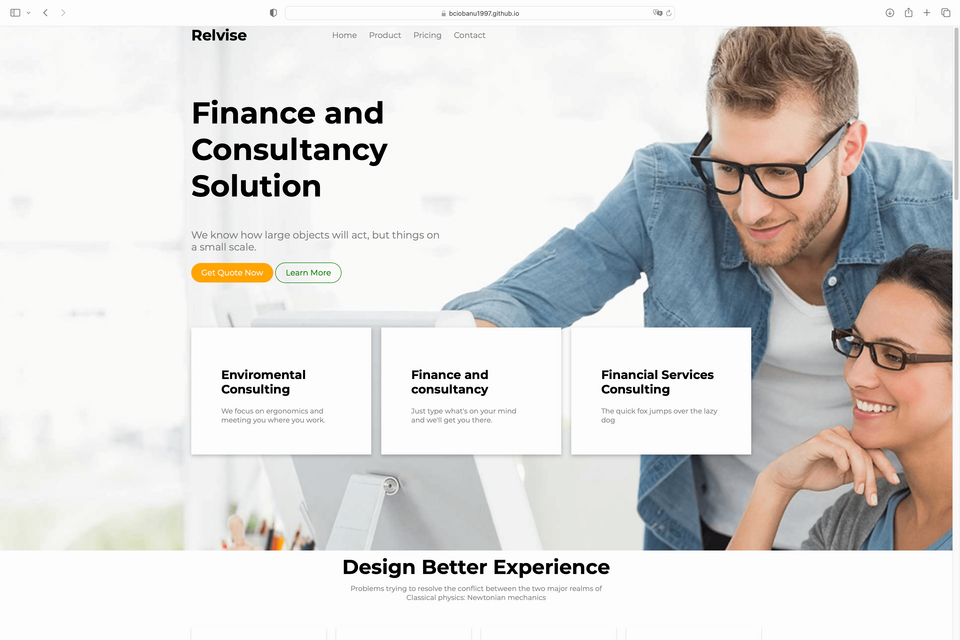 bciobanu1997.github.io
Relvise
Home Product Pricing Contact
Finance and
Consultancy
Solution
We know how large objects will act, but things on
a small scale.
Get Quote Now Learn More
Enviromental
Consulting
We focus on ergonomics and
meeting you where you work.
Finance and
consultancy
Just type what's on your mind
and we'll get you there.
Financial Services
Consulting
The quick fox jumps over the lazy
dog
Design Better Experience
Problems trying to resolve the conflict between the two major realms of
Classical physics: Newtonian mechanics